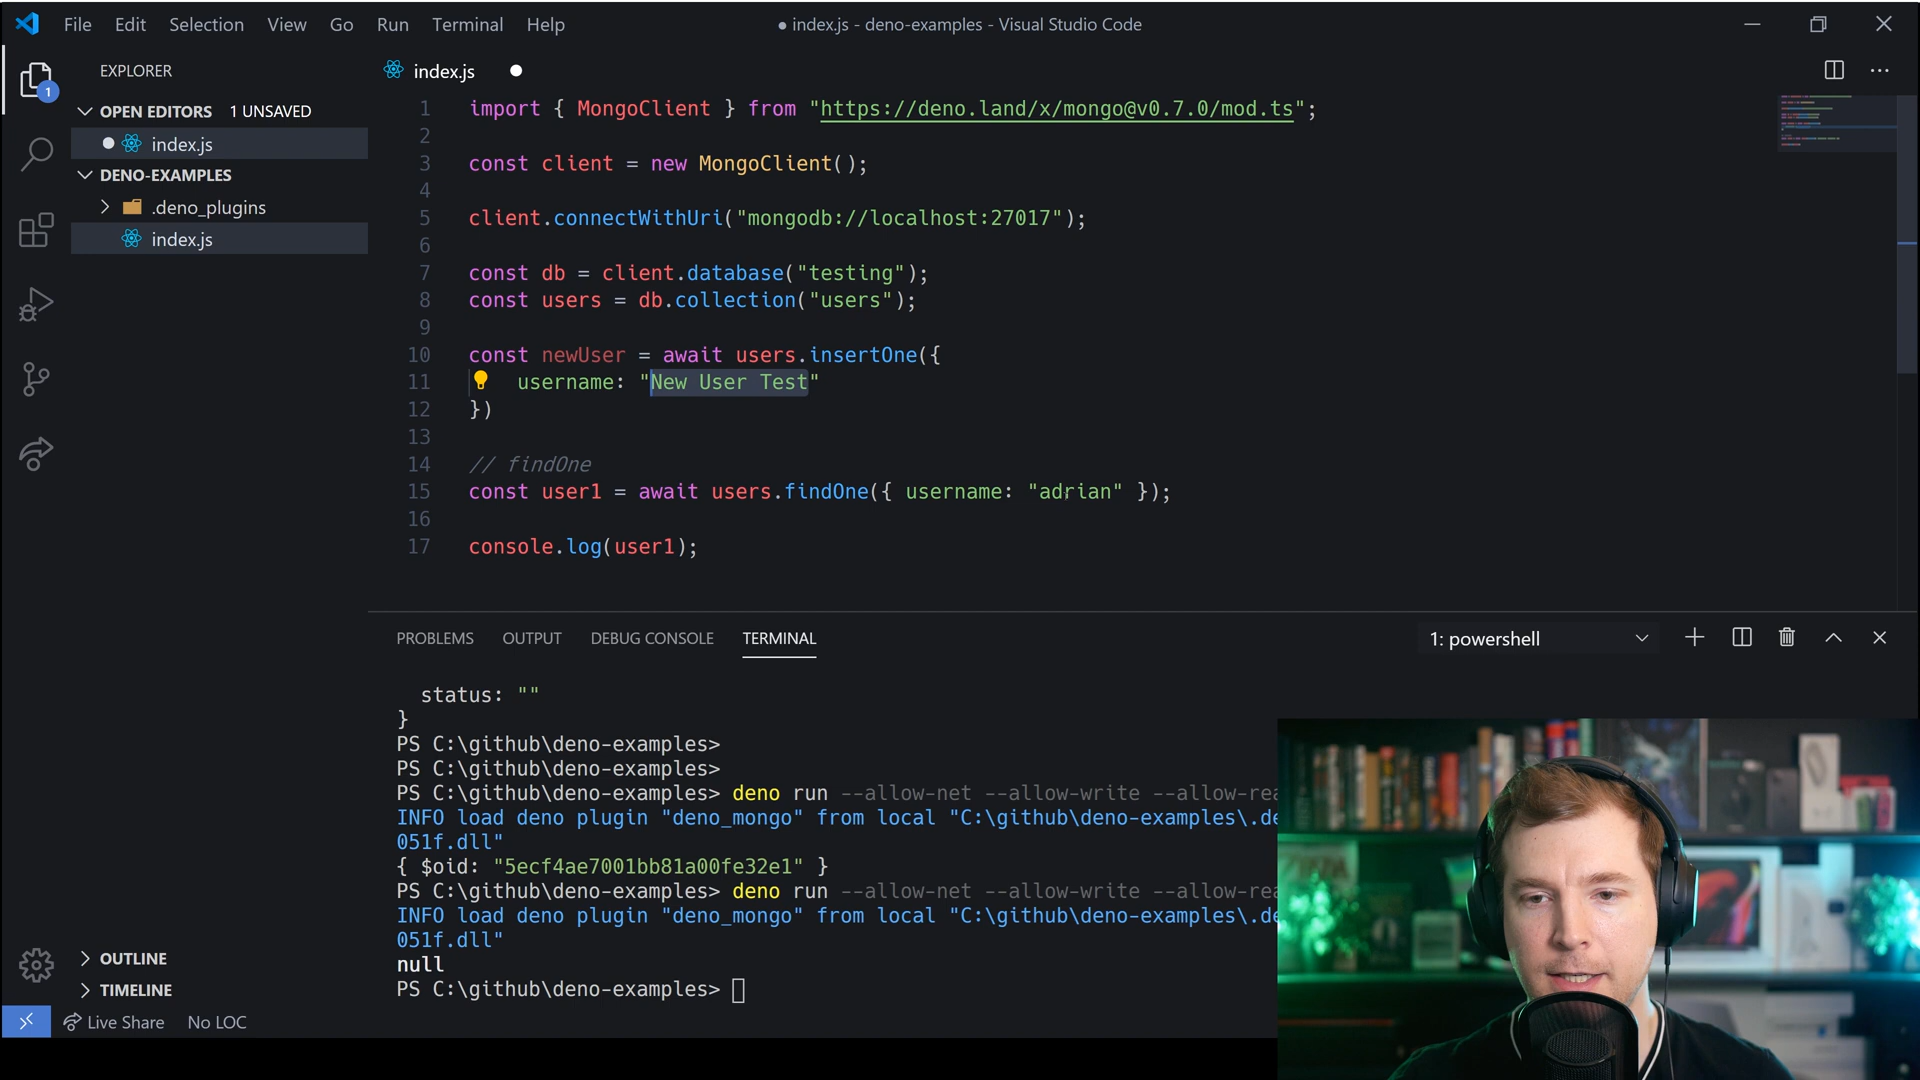 File Edit Selection View Go Run Terminal Help
● index.js - deno-examples - Visual Studio Code
EXPLORER
OPEN EDITORS 1 UNSAVED
index.js
DENO-EXAMPLES
.deno_plugins
index.js
OUTLINE
TIMELINE
1
index.js
1 import { MongoClient } from "https://deno.land/x/mongo@v0.7.0/mod.ts";
2
3 const client = new MongoClient();
4
5 client.connectWithUri("mongodb://localhost:27017");
6
7 const db = client.database("testing");
8 const users = db.collection("users");
9
10 const newUser = await users.insertOne({
11 username: "New User Test"
12 })
13
14 // findOne
15 const user1 = await users.findOne({ username: "adrian" });
16
17 console.log(user1);
PROBLEMS OUTPUT DEBUG CONSOLE TERMINAL 1: powershell
status: ""
}
PS C:\github\deno-examples>
PS C:\github\deno-examples>
PS C:\github\deno-examples> deno run --allow-net --allow-write --allow-rea
INFO load deno plugin "deno_mongo" from local "C:\github\deno-examples\.de
051f.dll"
{ $oid: "5ecf4ae7001bb81a00fe32e1" }
PS C:\github\deno-examples> deno run --allow-net --allow-write --allow-rea
INFO load deno plugin "deno_mongo" from local "C:\github\deno-examples\.de
051f.dll"
null
PS C:\github\deno-examples>
Live Share No LOC